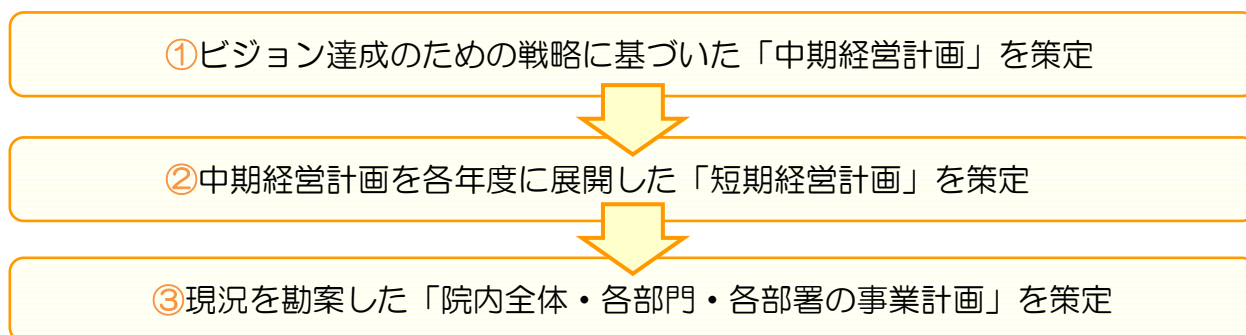 ①ビジョン達成のための戦略に基づいた「中期経営計画」を策定
②中期経営計画を各年度に展開した「短期経営計画」を策定
③現況を勘案した「院内全体・各部門・各部署の事業計画」を策定